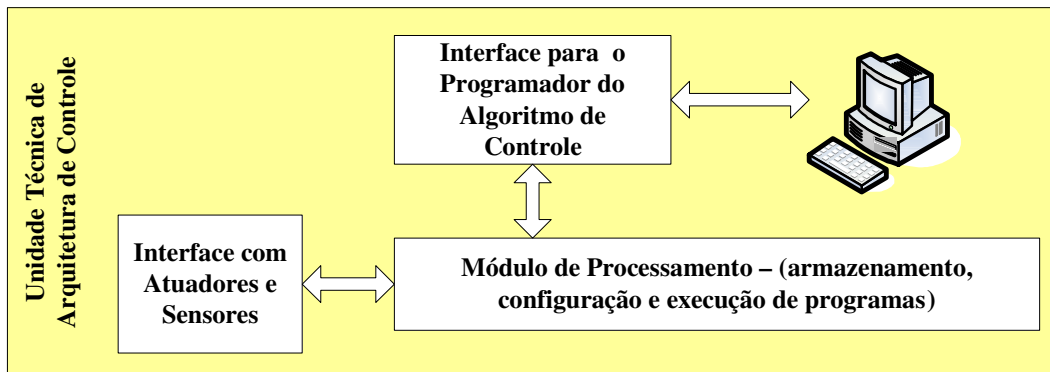 Unidade Técnica de
Arquitetura de Controle
Interface para o
Programador do
Algoritmo de
Controle
Interface com
Atuadores e
Sensores
Módulo de Processamento – (armazenamento,
configuração e execução de programas)